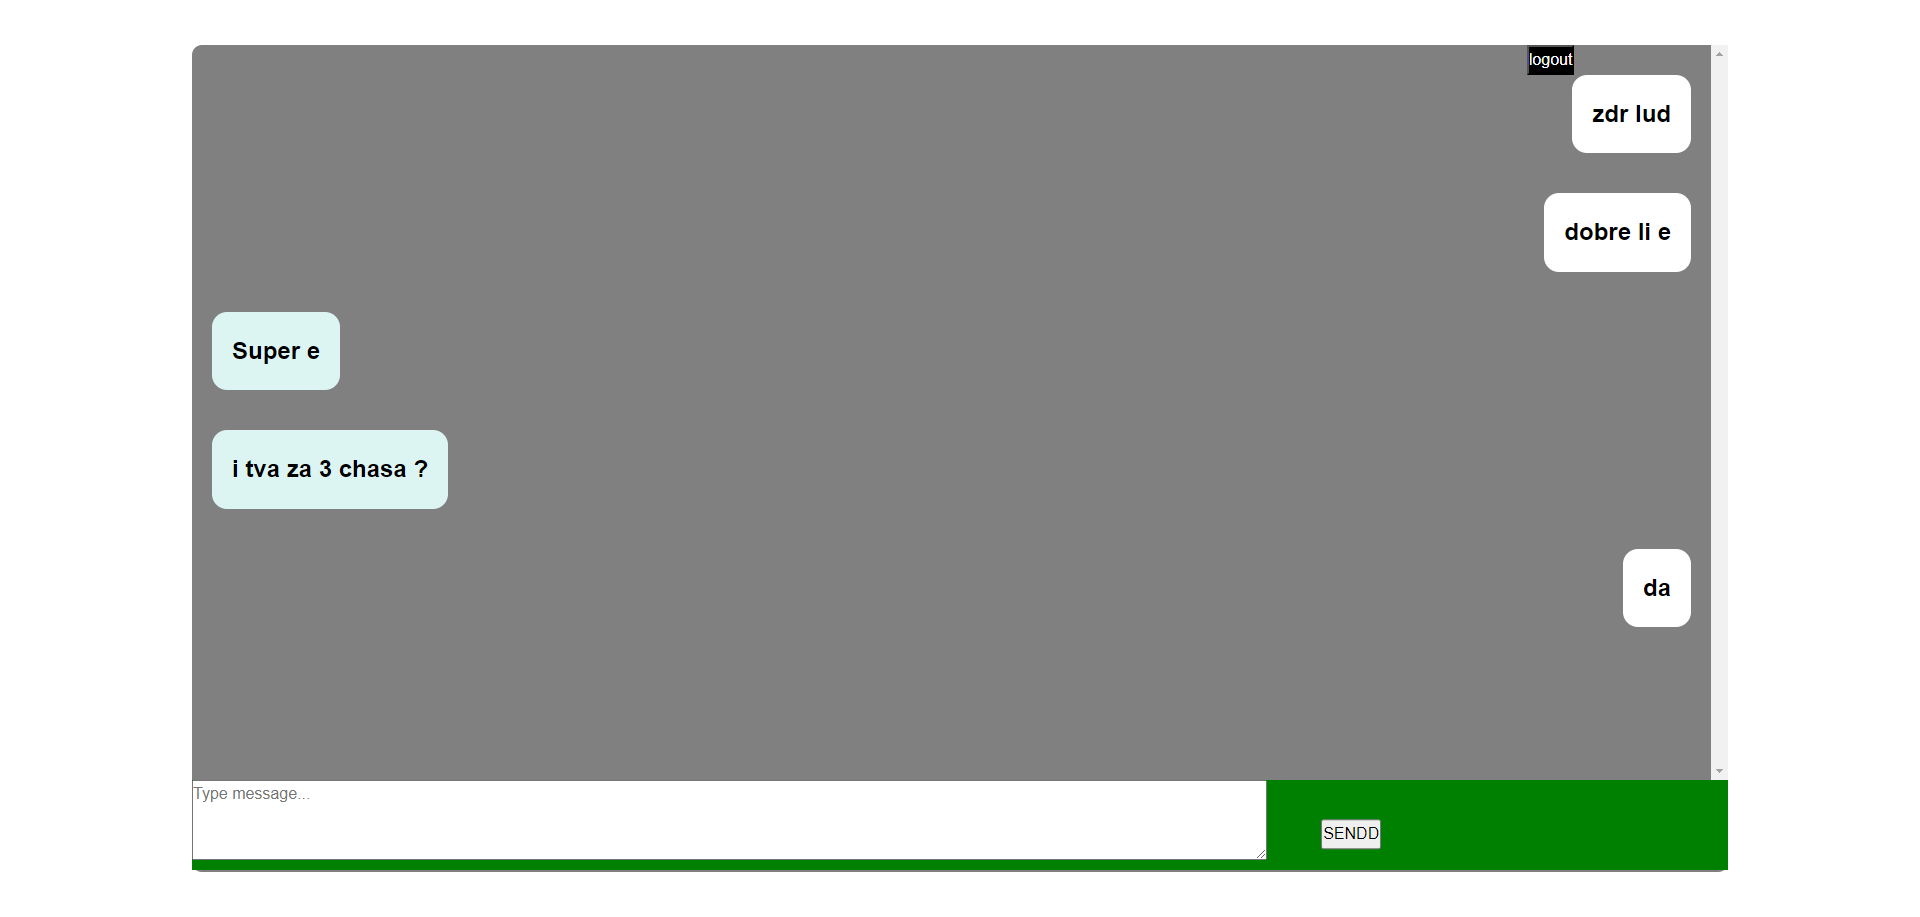 logout
zdr lud
dobre li e
Super e
i tva za 3 chasa ?
da
Type message...
SENDD